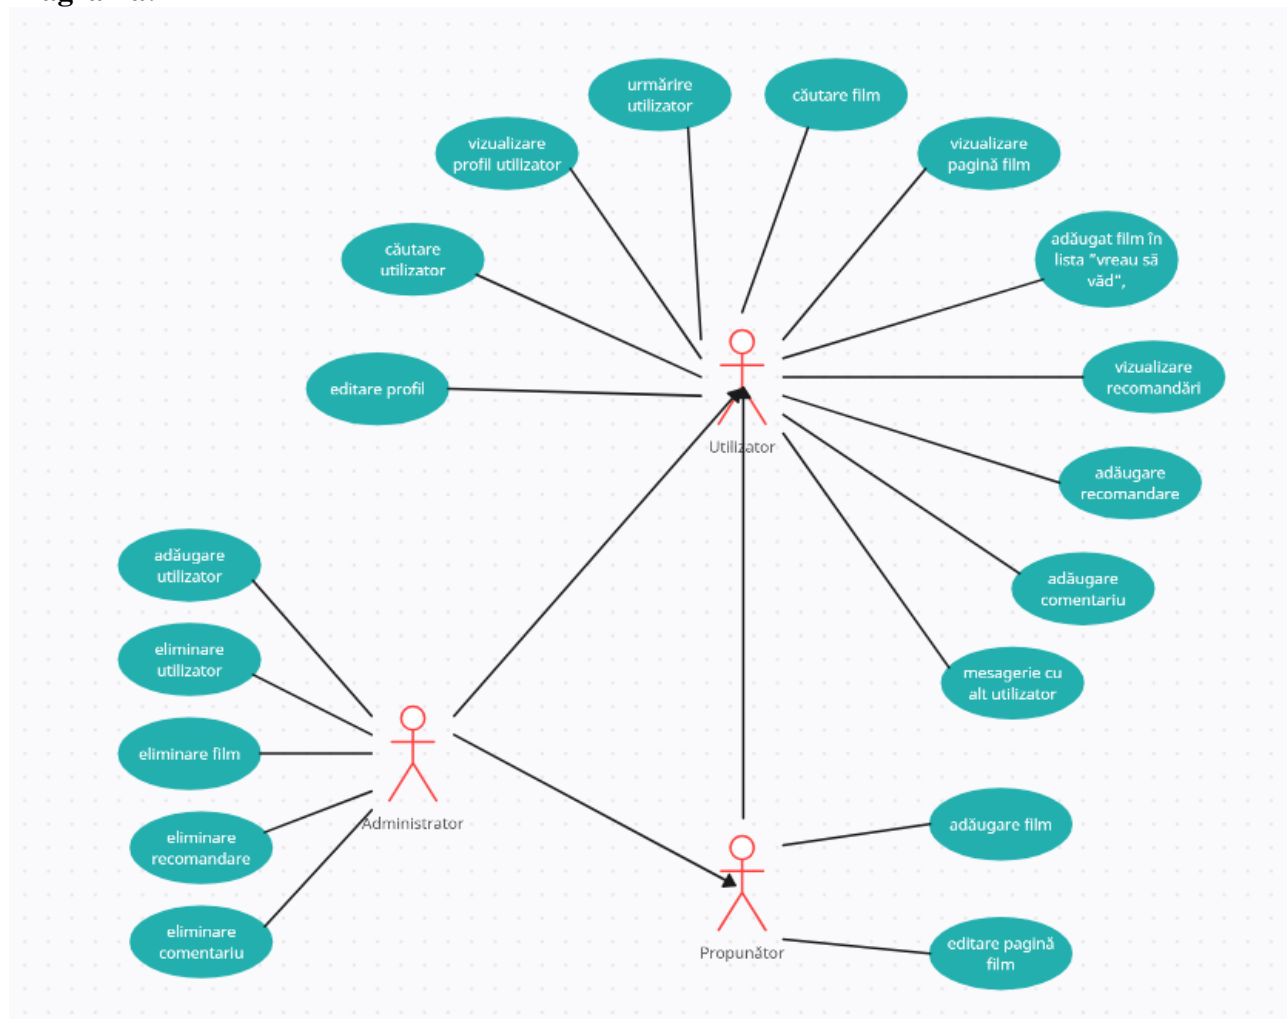 urmărire
utilizator
căutare film
vizualizare
profil utilizator
vizualizare
pagină film
căutare
utilizator
adăugat film în
lista "vreau să
văd",
editare profil
vizualizare
recomandări
Utilizator
adăugare
recomandare
adăugare
utilizator
adăugare
comentariu
eliminare
utilizator
mesagerie cu
alt utilizator
eliminare film
Administrator
adăugare film
eliminare
recomandare
eliminare
comentariu
Propunător
editare pagină
film